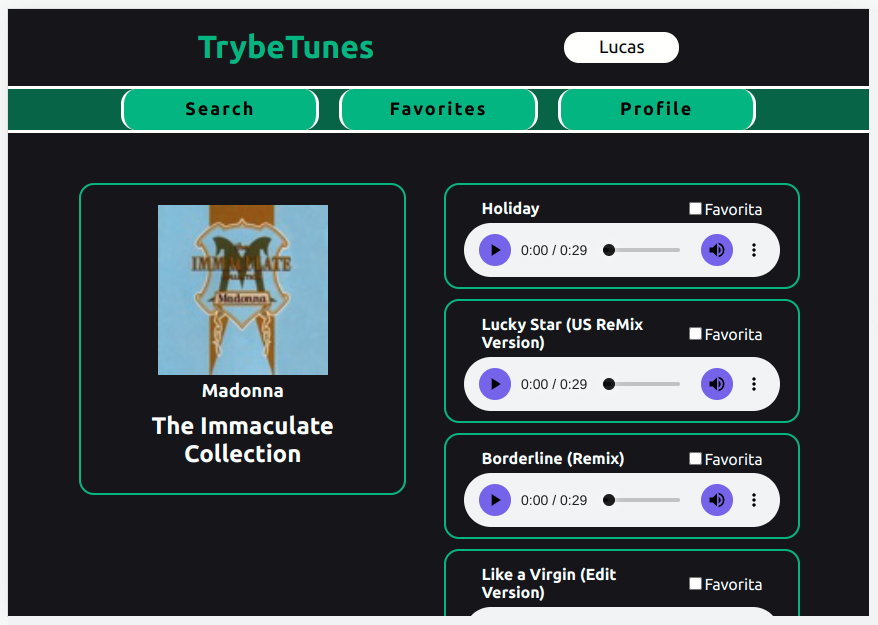 TrybeTunes
Lucas
Search
Favorites
Profile
IMMACULATE
COLLECTION
Madonna
Madonna
The Immaculate
Collection
Holiday
Favorita
0:00 / 0:29
Lucky Star (US ReMix
Version)
Favorita
0:00 / 0:29
Borderline (Remix)
Favorita
0:00 / 0:29
Like a Virgin (Edit
Version)
Favorita